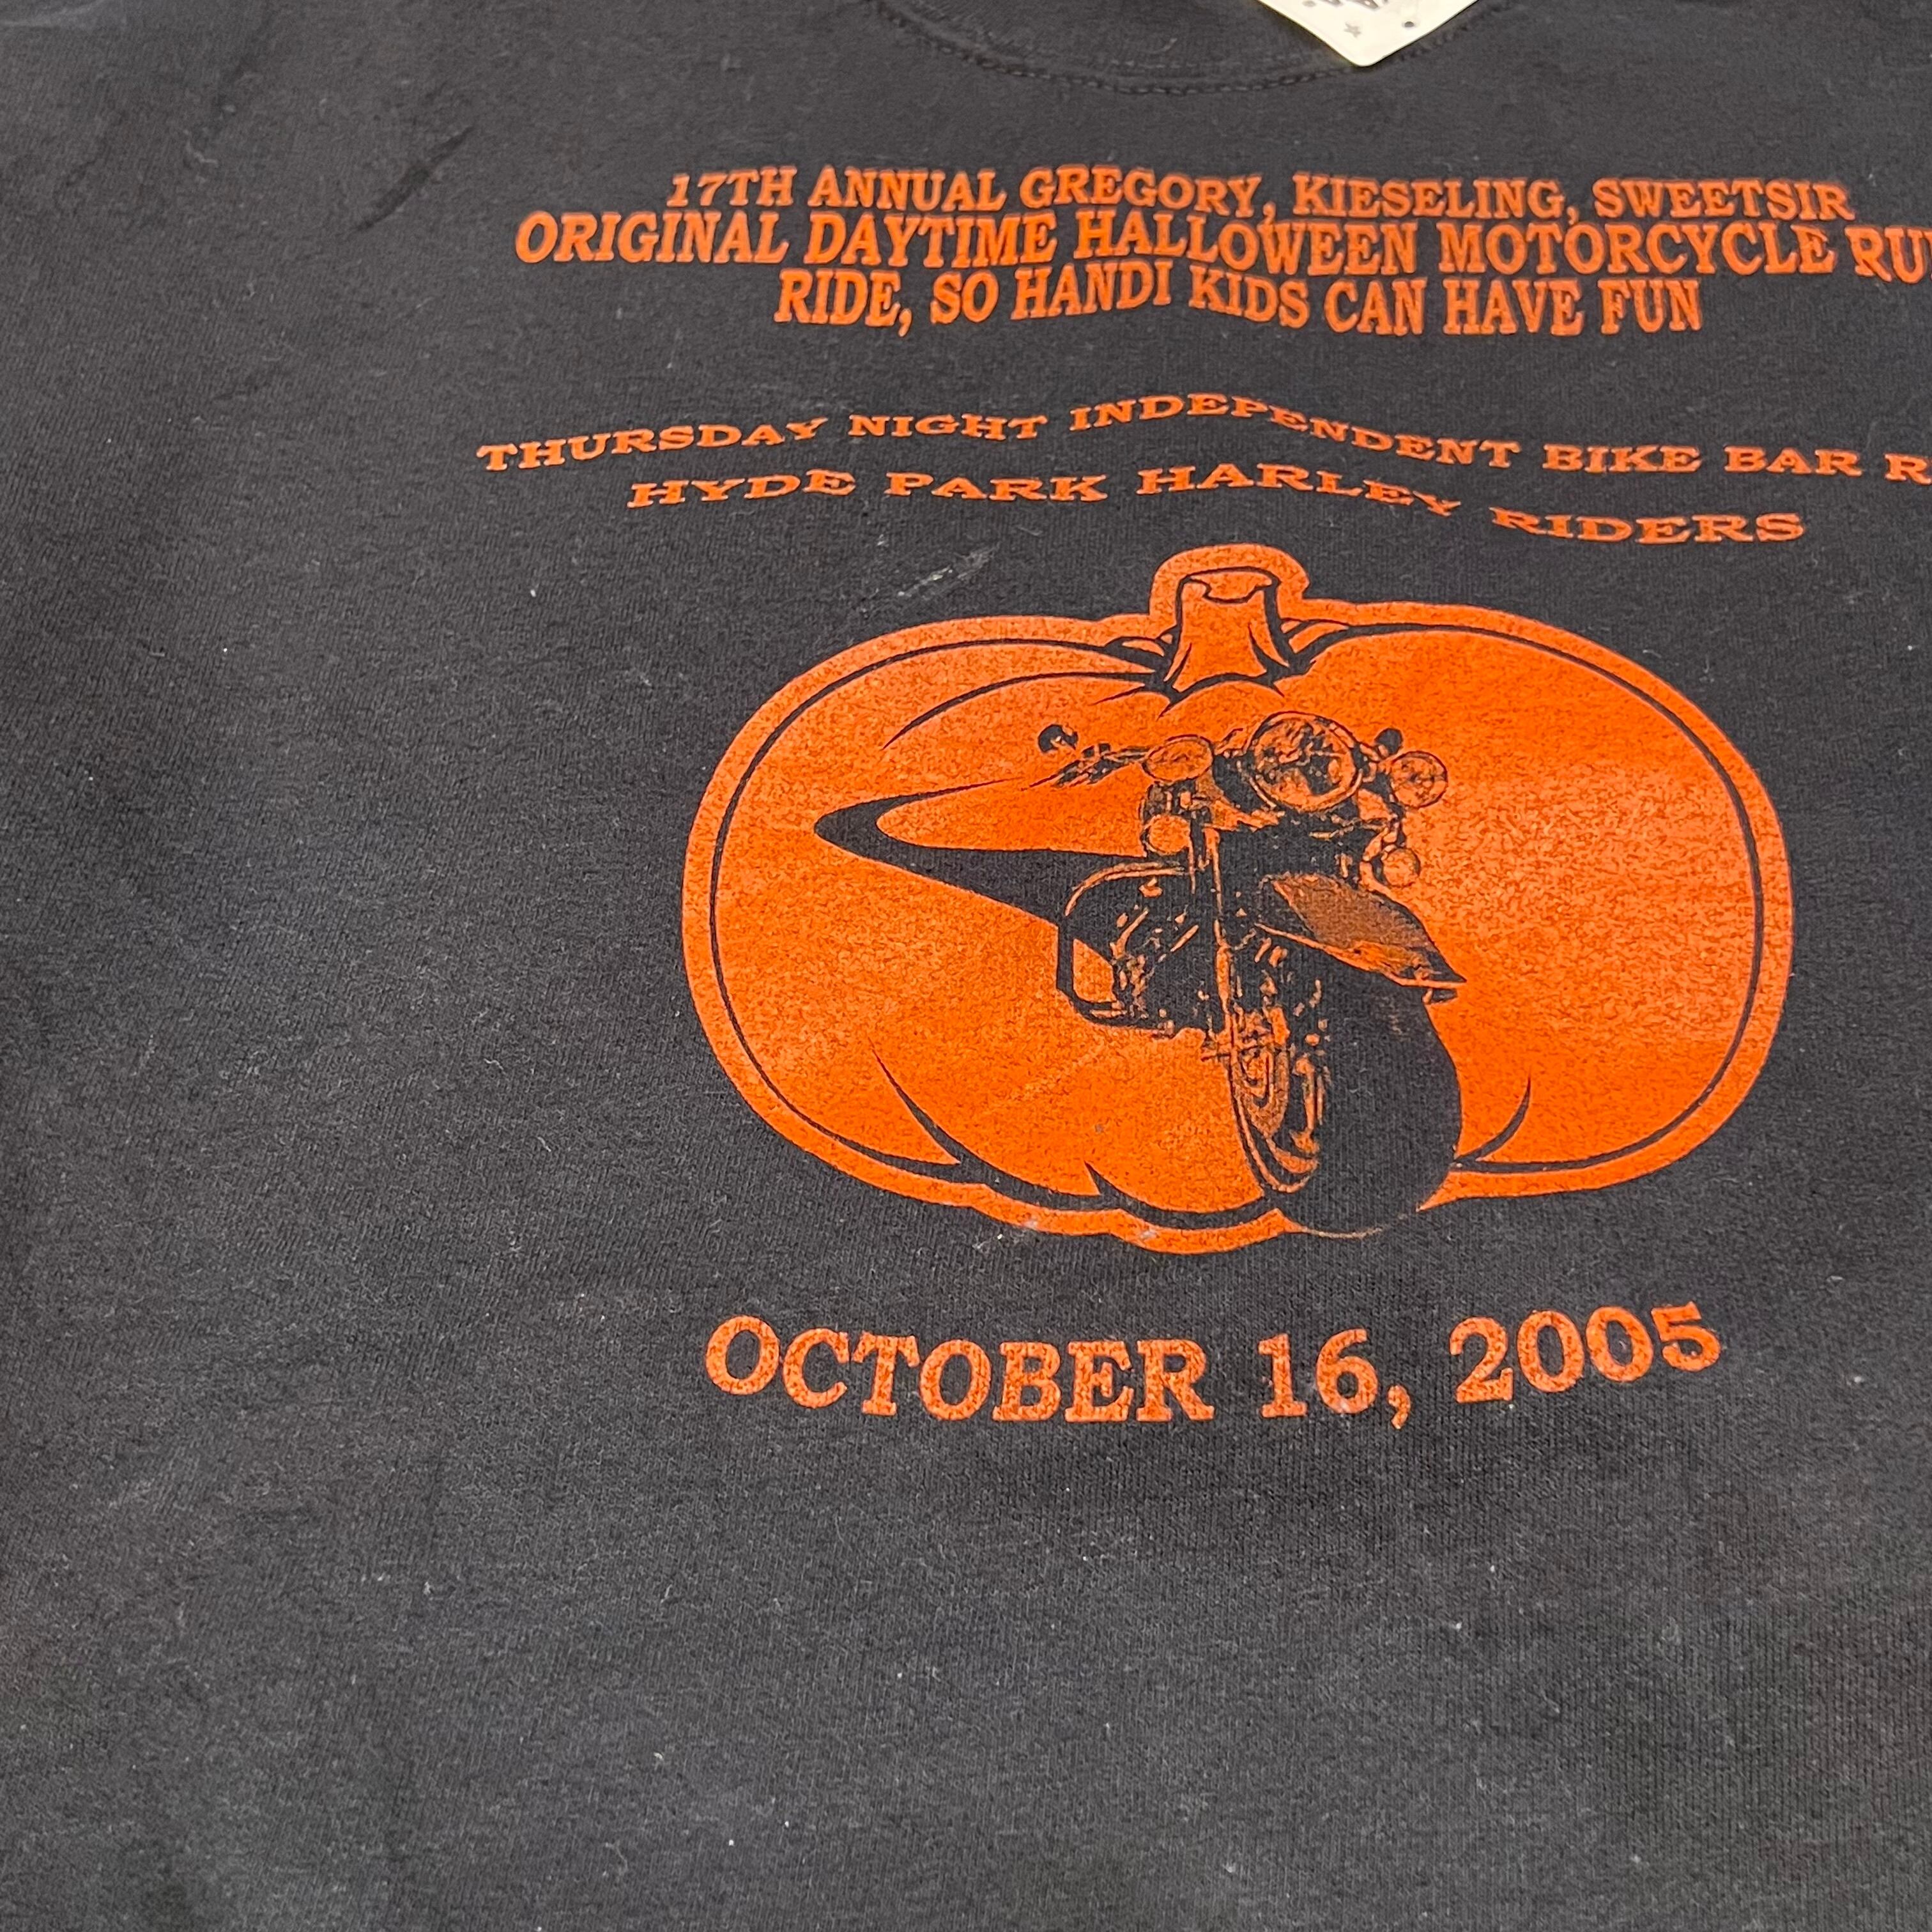 17TH ANNUAL GREGORY, KIESELING, SWEETSIR
ORIGINAL DAYTIME HALLOWEEN MOTORCYCLE
RIDE, SO HANDI KIDS CAN HAVE FUN
THURSDAY NIGHT INDEPENDENT BIKE BAR
HYDE PARK HARLEY RIDERS
OCTOBER 16, 2005